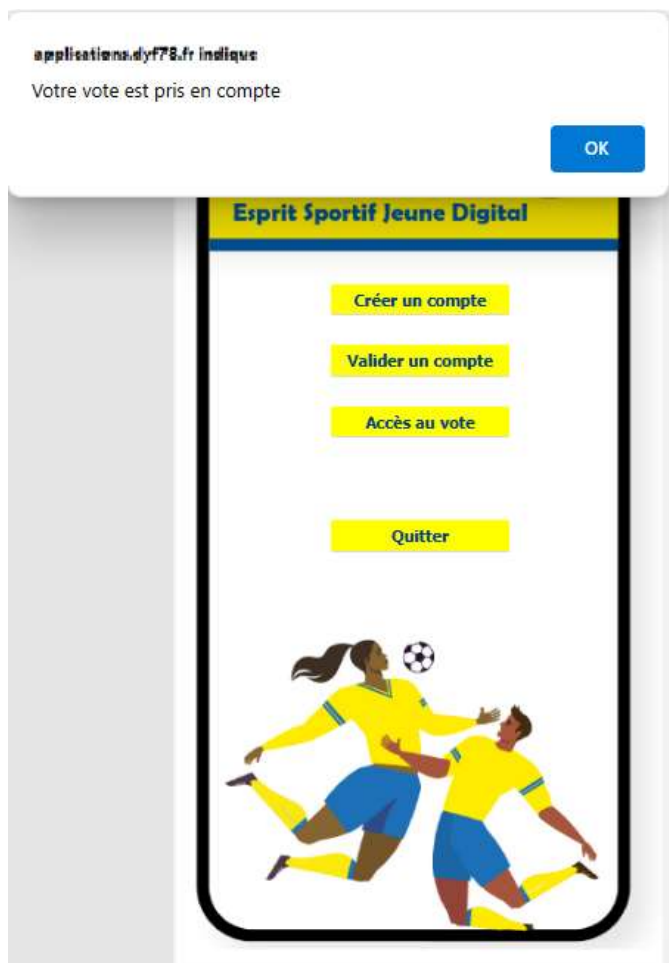 applications.dyf78.fr indique
Votre vote est pris en compte
OK
Esprit Sportif Jeune Digital
Créer un compte
Valider un compte
Accès au vote
Quitter